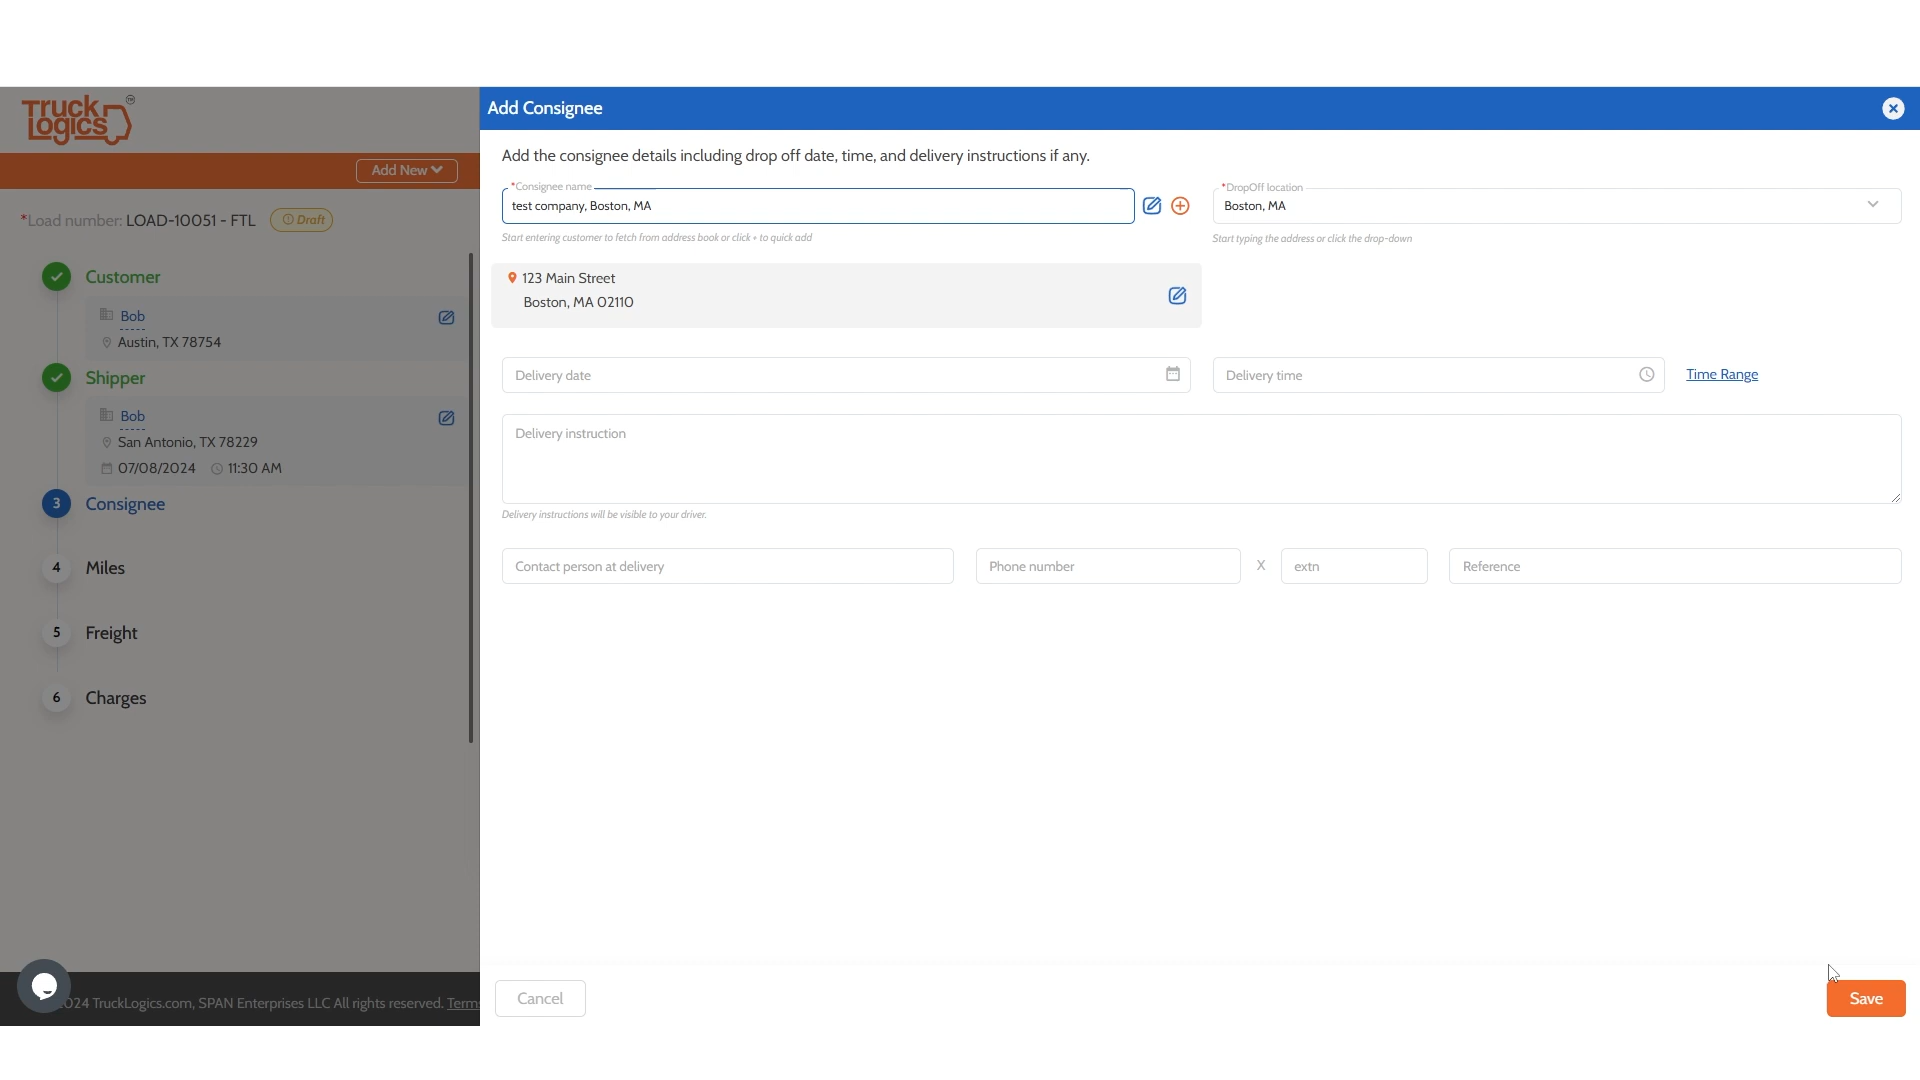 Truck
Logics
TM
Add New
*Load number: LOAD-10051 - FTL
Draft
Customer
Bob
Austin, TX 78754
Shipper
Bob
San Antonio, TX 78229
07/08/2024 11:30 AM
3 Consignee
4 Miles
5 Freight
6 Charges
024 TruckLogics.com, SPAN Enterprises LLC All rights reserved. Terms
Add Consignee
Add the consignee details including drop off date, time, and delivery instructions if any.
*Consignee name
test company, Boston, MA
Start entering customer to fetch from address book or click + to quick add
*DropOff location
Boston, MA
Start typing the address or click the drop-down
123 Main Street
Boston, MA 02110
Delivery date
Delivery time
Time Range
Delivery instruction
Delivery instructions will be visible to your driver.
Contact person at delivery
Phone number
X
extn
Reference
Cancel
Save